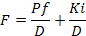 F = Pf/D + Ki/D